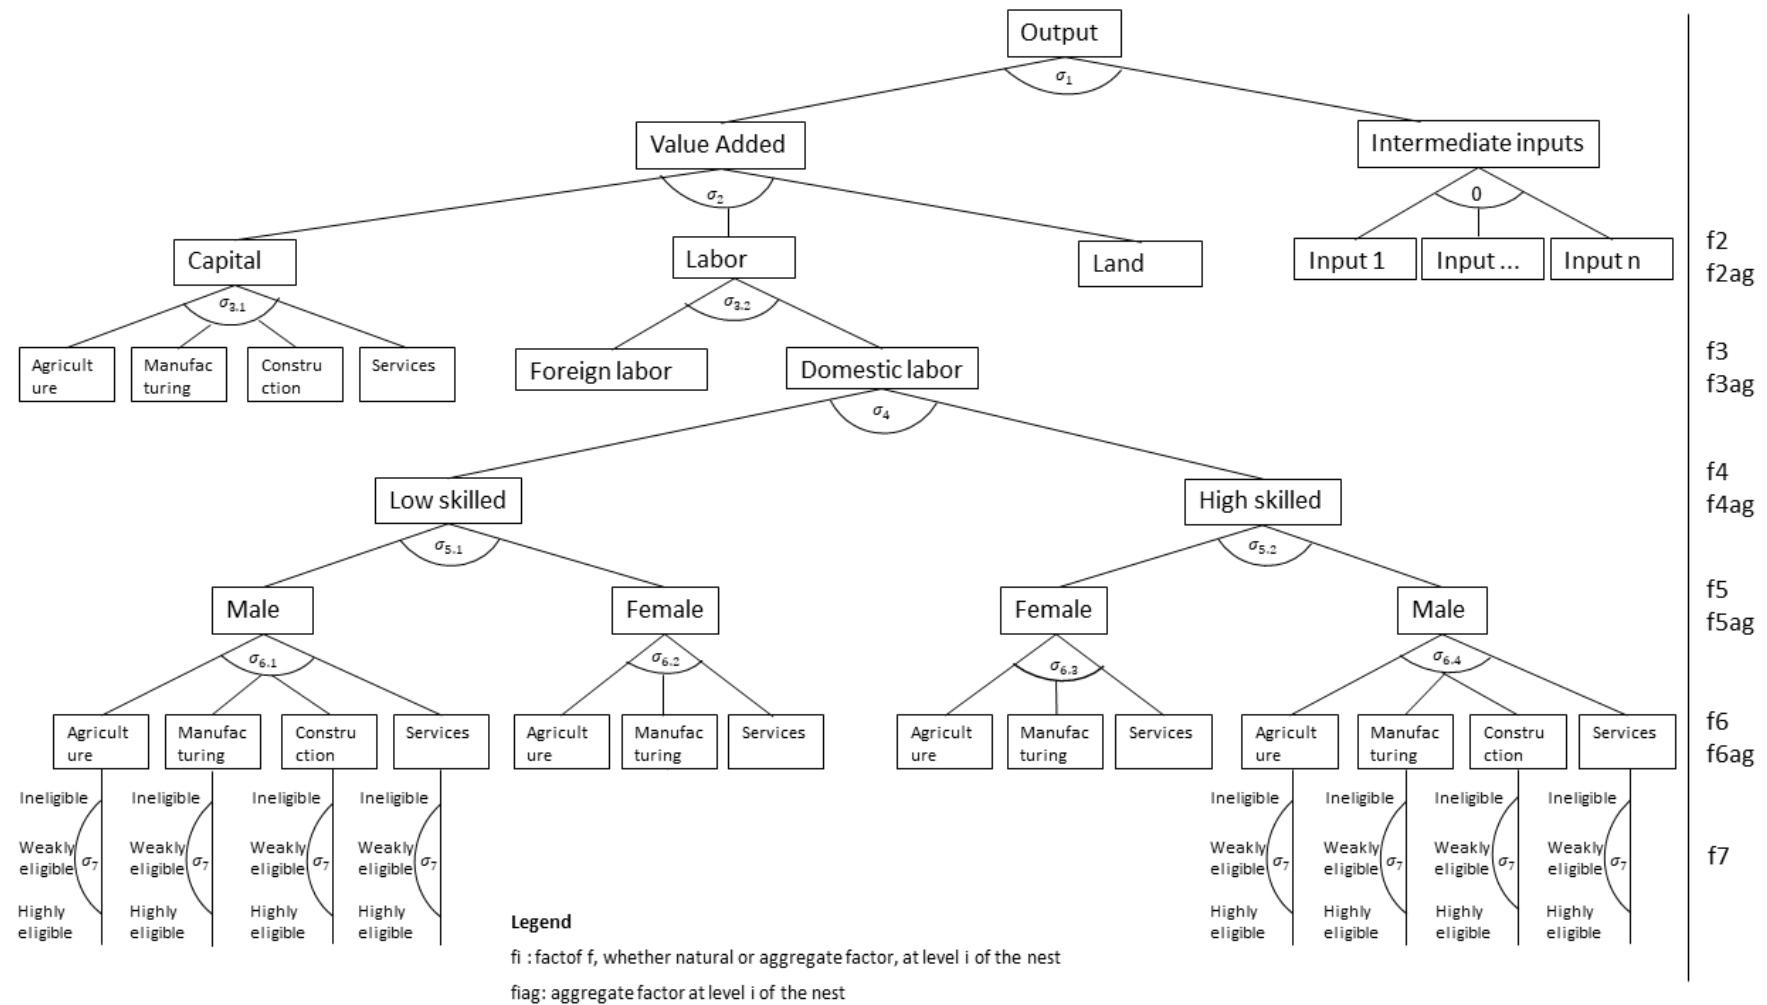 Output
σ1
Value Added
Intermediate inputs
σ2
0
Capital
Labor
Land
Input 1
Input ...
Input n
f2
f2ag
σ3.1
σ3.2
Agricult
ure
Manufac
turing
Constru
ction
Services
Foreign labor
Domestic labor
f3
f3ag
σ4
Low skilled
High skilled
f4
f4ag
σ5.1
σ5.2
Male
Female
Female
Male
f5
f5ag
σ6.1
σ6.2
σ6.3
σ6.4
Agricult
ure
Manufac
turing
Constru
ction
Services
Agricult
ure
Manufac
turing
Services
Agricult
ure
Manufac
turing
Services
Agricult
ure
Manufac
turing
Constru
ction
Services
f6
f6ag
Ineligible
Weakly
eligible
σ7
Highly
eligible
Ineligible
Weakly
eligible
σ7
Highly
eligible
Ineligible
Weakly
eligible
σ7
Highly
eligible
Ineligible
Weakly
eligible
σ7
Highly
eligible
Ineligible
Weakly
eligible
σ7
Highly
eligible
Ineligible
Weakly
eligible
σ7
Highly
eligible
Ineligible
Weakly
eligible
σ7
Highly
eligible
Ineligible
Weakly
eligible
σ7
Highly
eligible
f7
Legend
fi : factof f, whether natural or aggregate factor, at level i of the nest
fiag: aggregate factor at level i of the nest